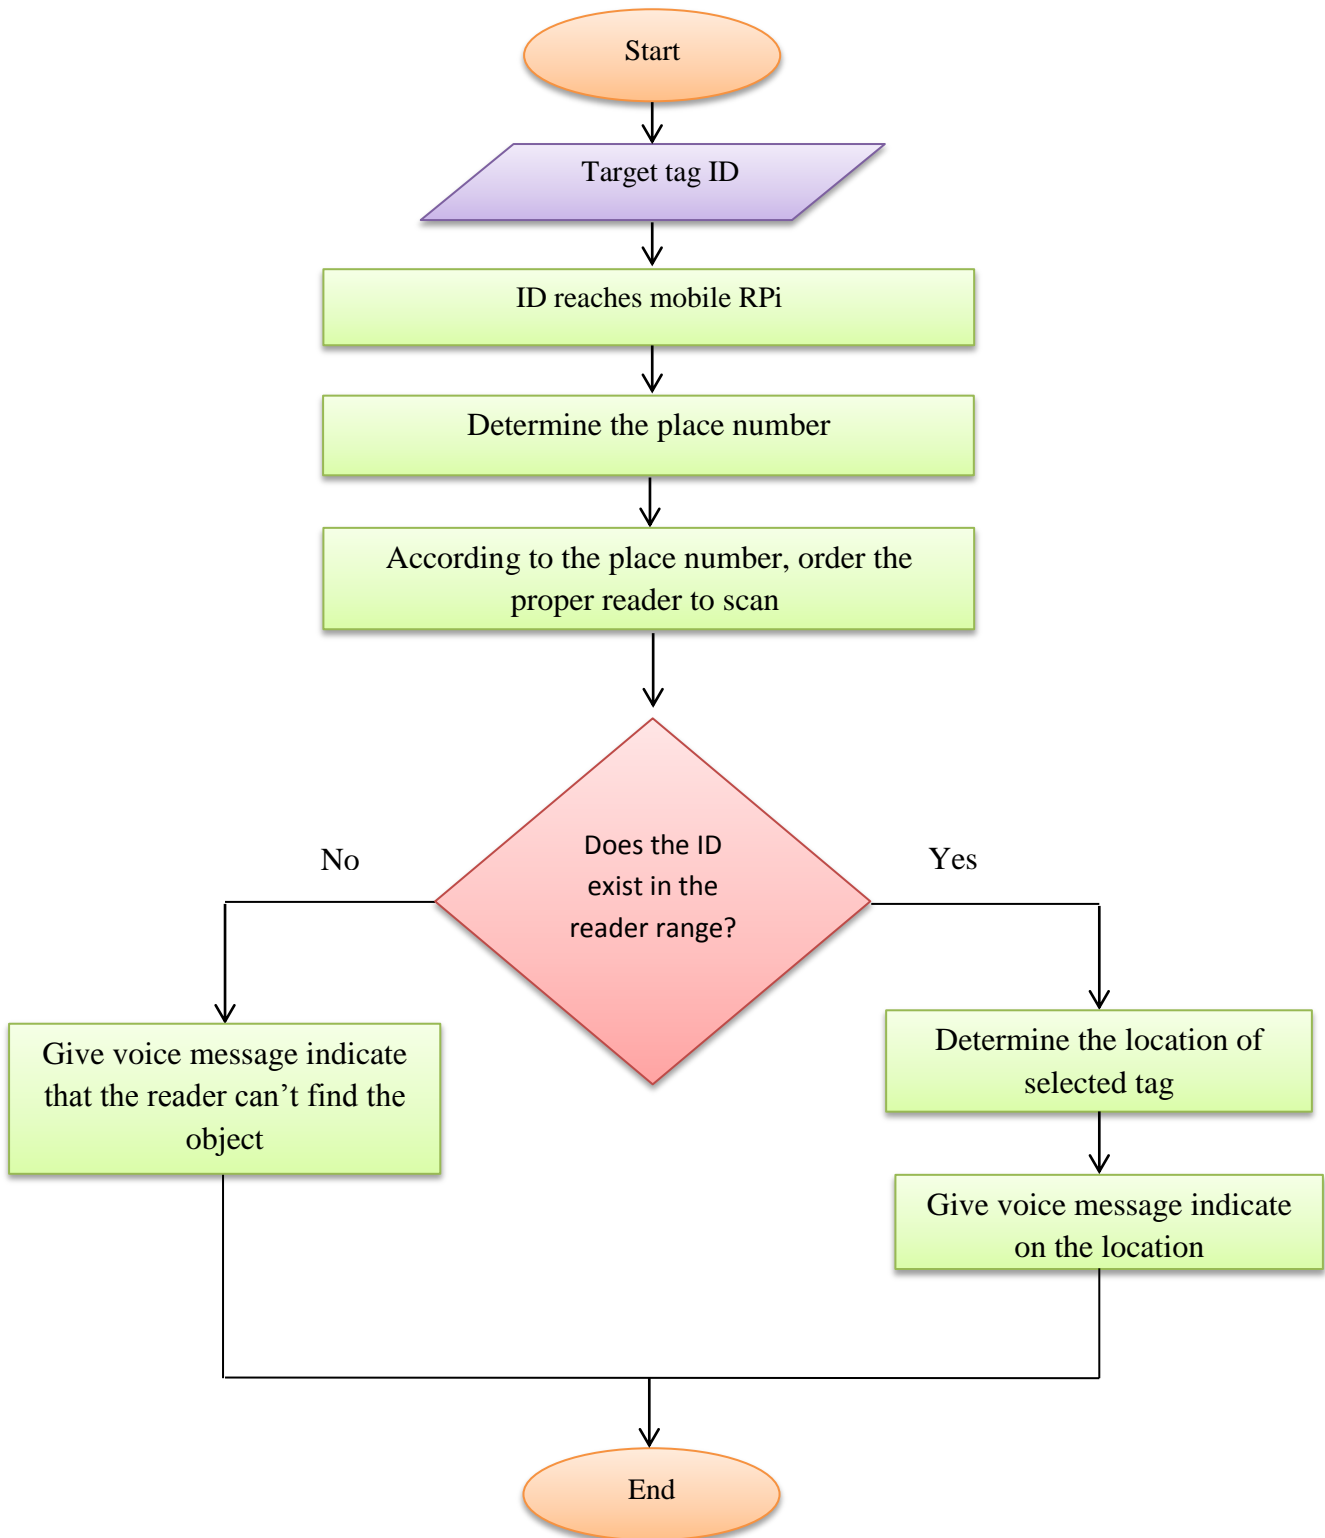 Start
Target tag ID
ID reaches mobile RPi
Determine the place number
According to the place number, order the
proper reader to scan
Does the ID
exist in the
reader range?
No
Yes
Give voice message indicate
that the reader can’t find the
object
Determine the location of
selected tag
Give voice message indicate
on the location
End